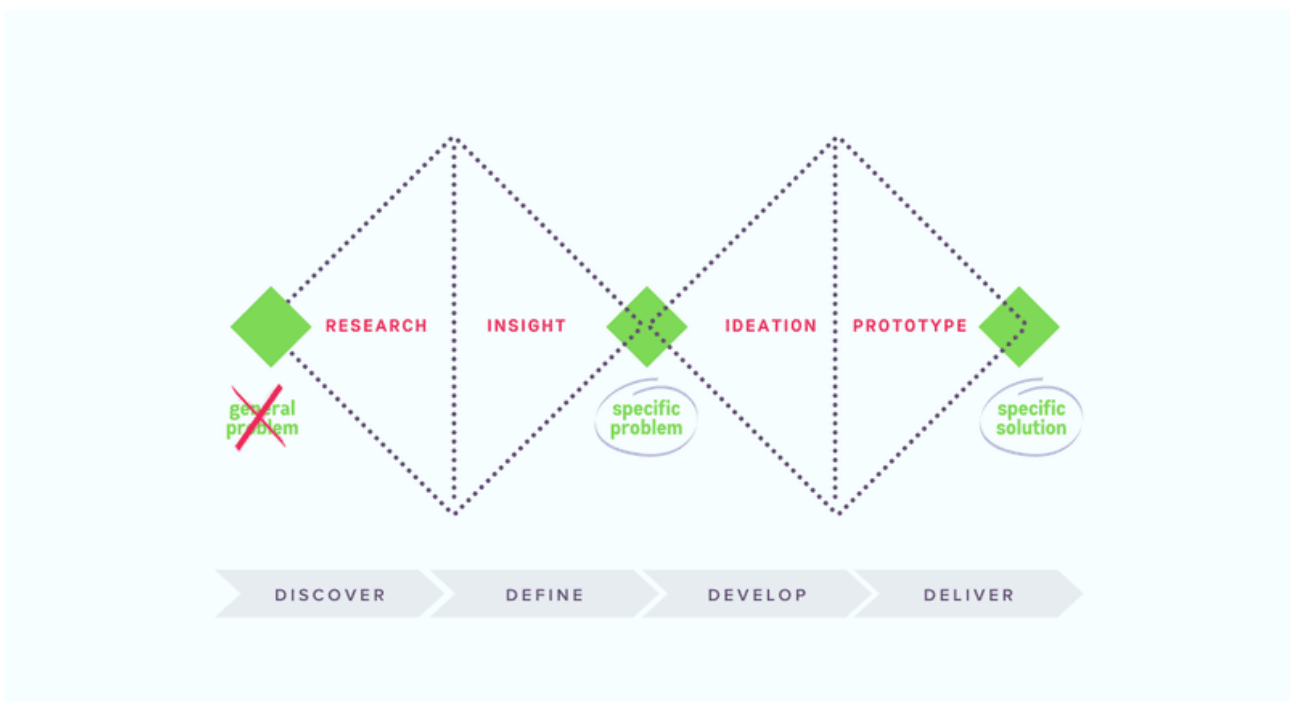 RESEARCH
INSIGHT
IDEATION
PROTOTYPE
general
problem
specific
problem
specific
solution
DISCOVER
DEFINE
DEVELOP
DELIVER